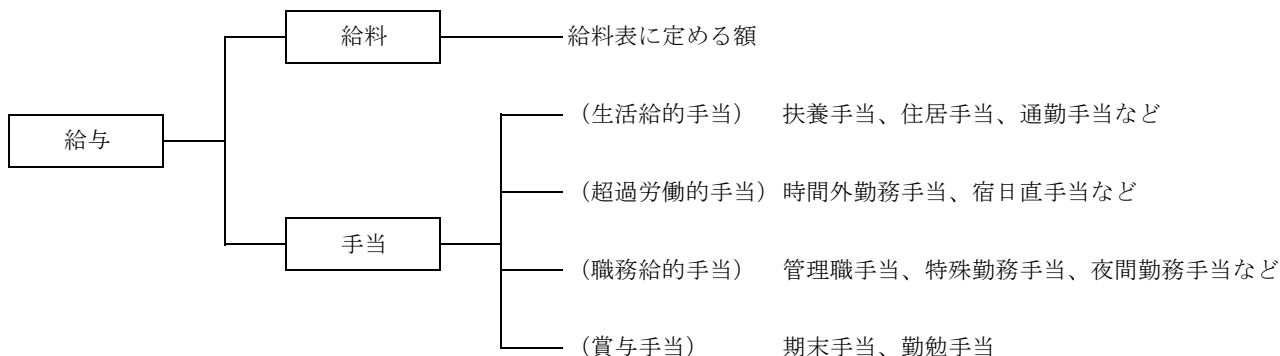 給料
給料表に定める額
(生活給的手当) 扶養手当、住居手当、通勤手当など
給与
(超過労働的手当) 時間外勤務手当、宿日直手当など
手当
(職務給的手当) 管理職手当、特殊勤務手当、夜間勤務手当など
(賞与手当) 期末手当、勤勉手当